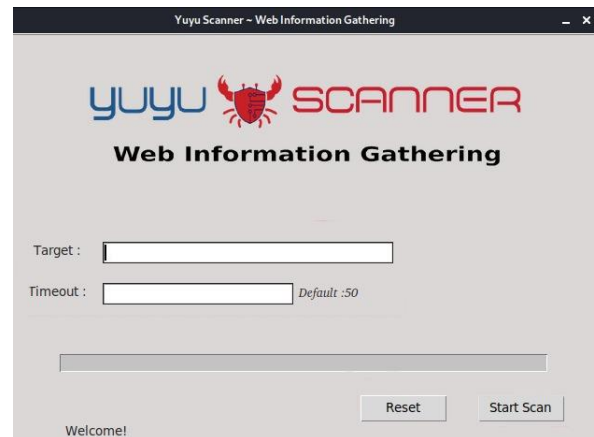 Yuyu Scanner ~ Web Information Gathering
YUYU SCANNER
Web Information Gathering
Target :
Timeout :
Default :50
Reset
Start Scan
Welcome!